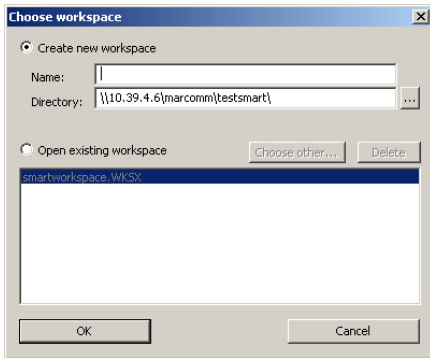 Choose workspace
Create new workspace
Name:
Directory: \\10.39.4.6\marcomm\testsmart\ ...
Open existing workspace Choose other... Delete
smartworkspace.WKSX
OK Cancel